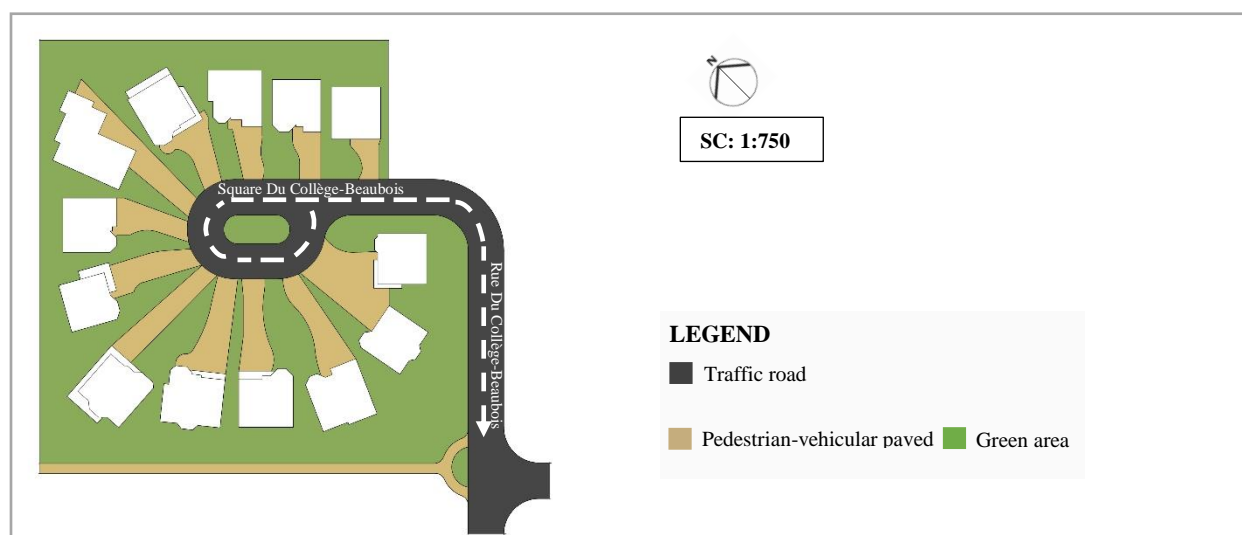 N
SC: 1:750
Square Du Collège-Beaubois
Rue Du Collège-Beaubois
LEGEND
Traffic road
Pedestrian-vehicular paved
Green area